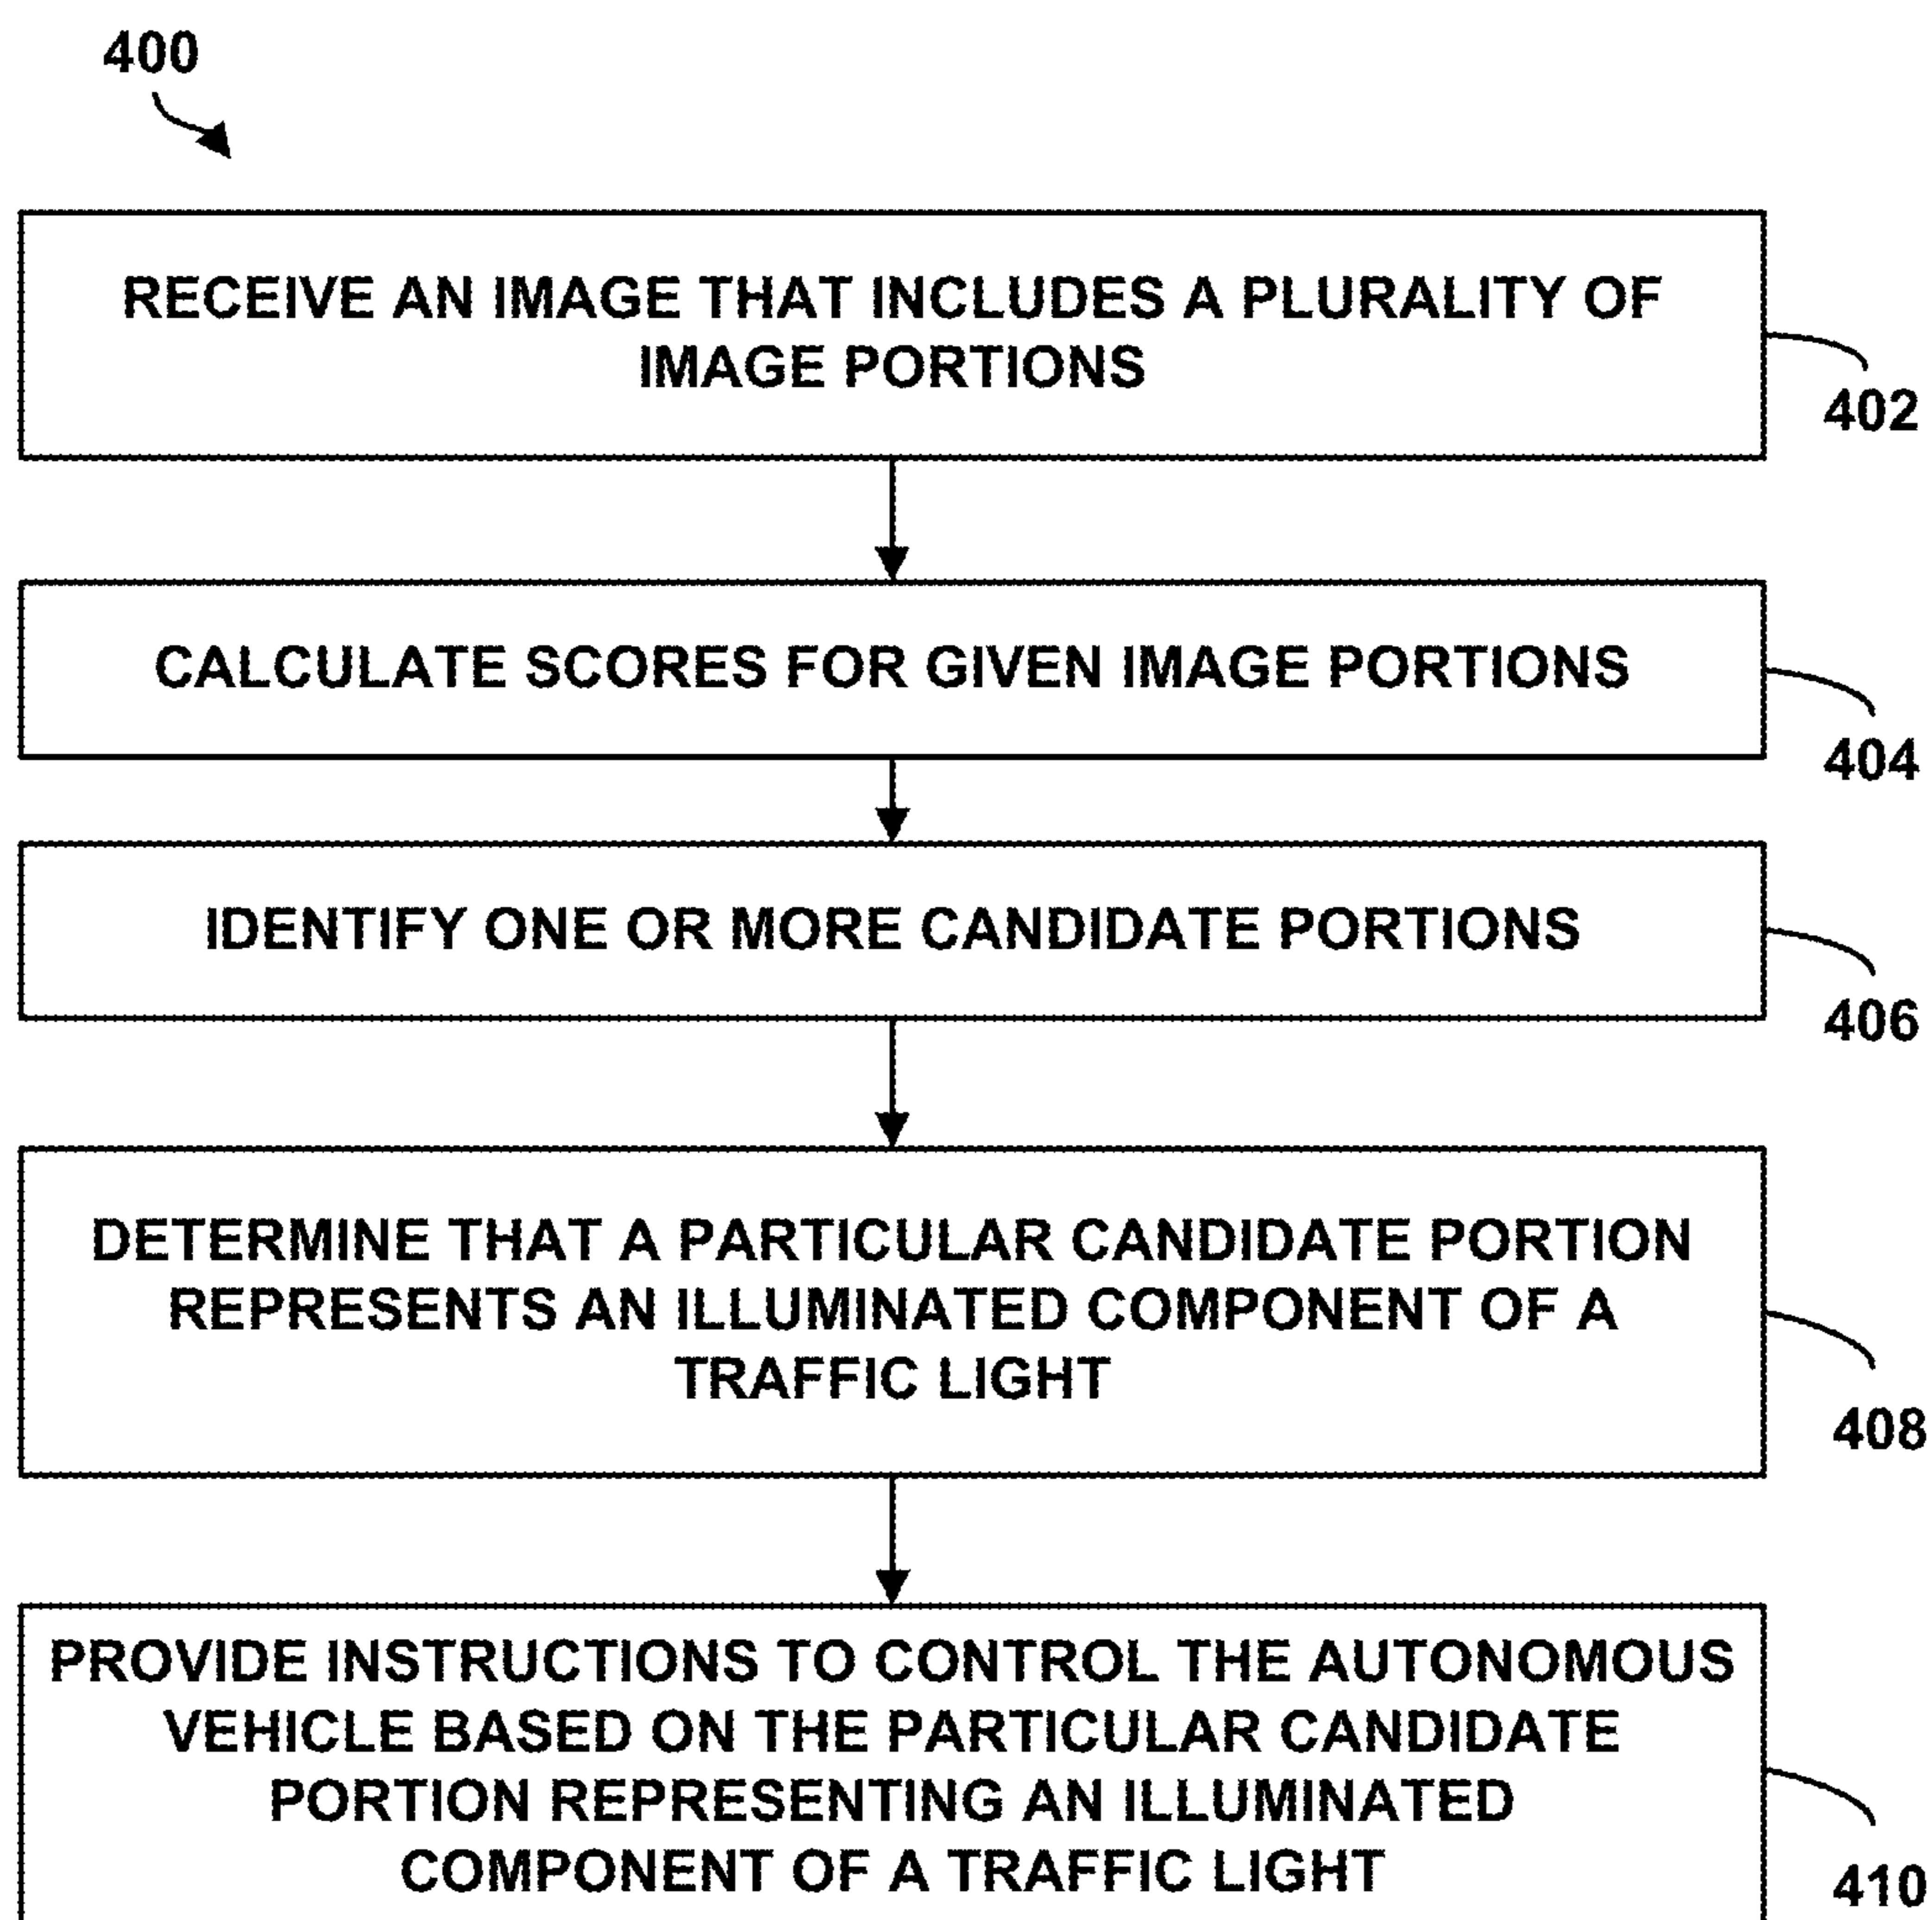 400
RECEIVE AN IMAGE THAT INCLUDES A PLURALITY OF
IMAGE PORTIONS
402
CALCULATE SCORES FOR GIVEN IMAGE PORTIONS
404
IDENTIFY ONE OR MORE CANDIDATE PORTIONS
406
DETERMINE THAT A PARTICULAR CANDIDATE PORTION
REPRESENTS AN ILLUMINATED COMPONENT OF A
TRAFFIC LIGHT
408
PROVIDE INSTRUCTIONS TO CONTROL THE AUTONOMOUS
VEHICLE BASED ON THE PARTICULAR CANDIDATE
PORTION REPRESENTING AN ILLUMINATED
COMPONENT OF A TRAFFIC LIGHT
410